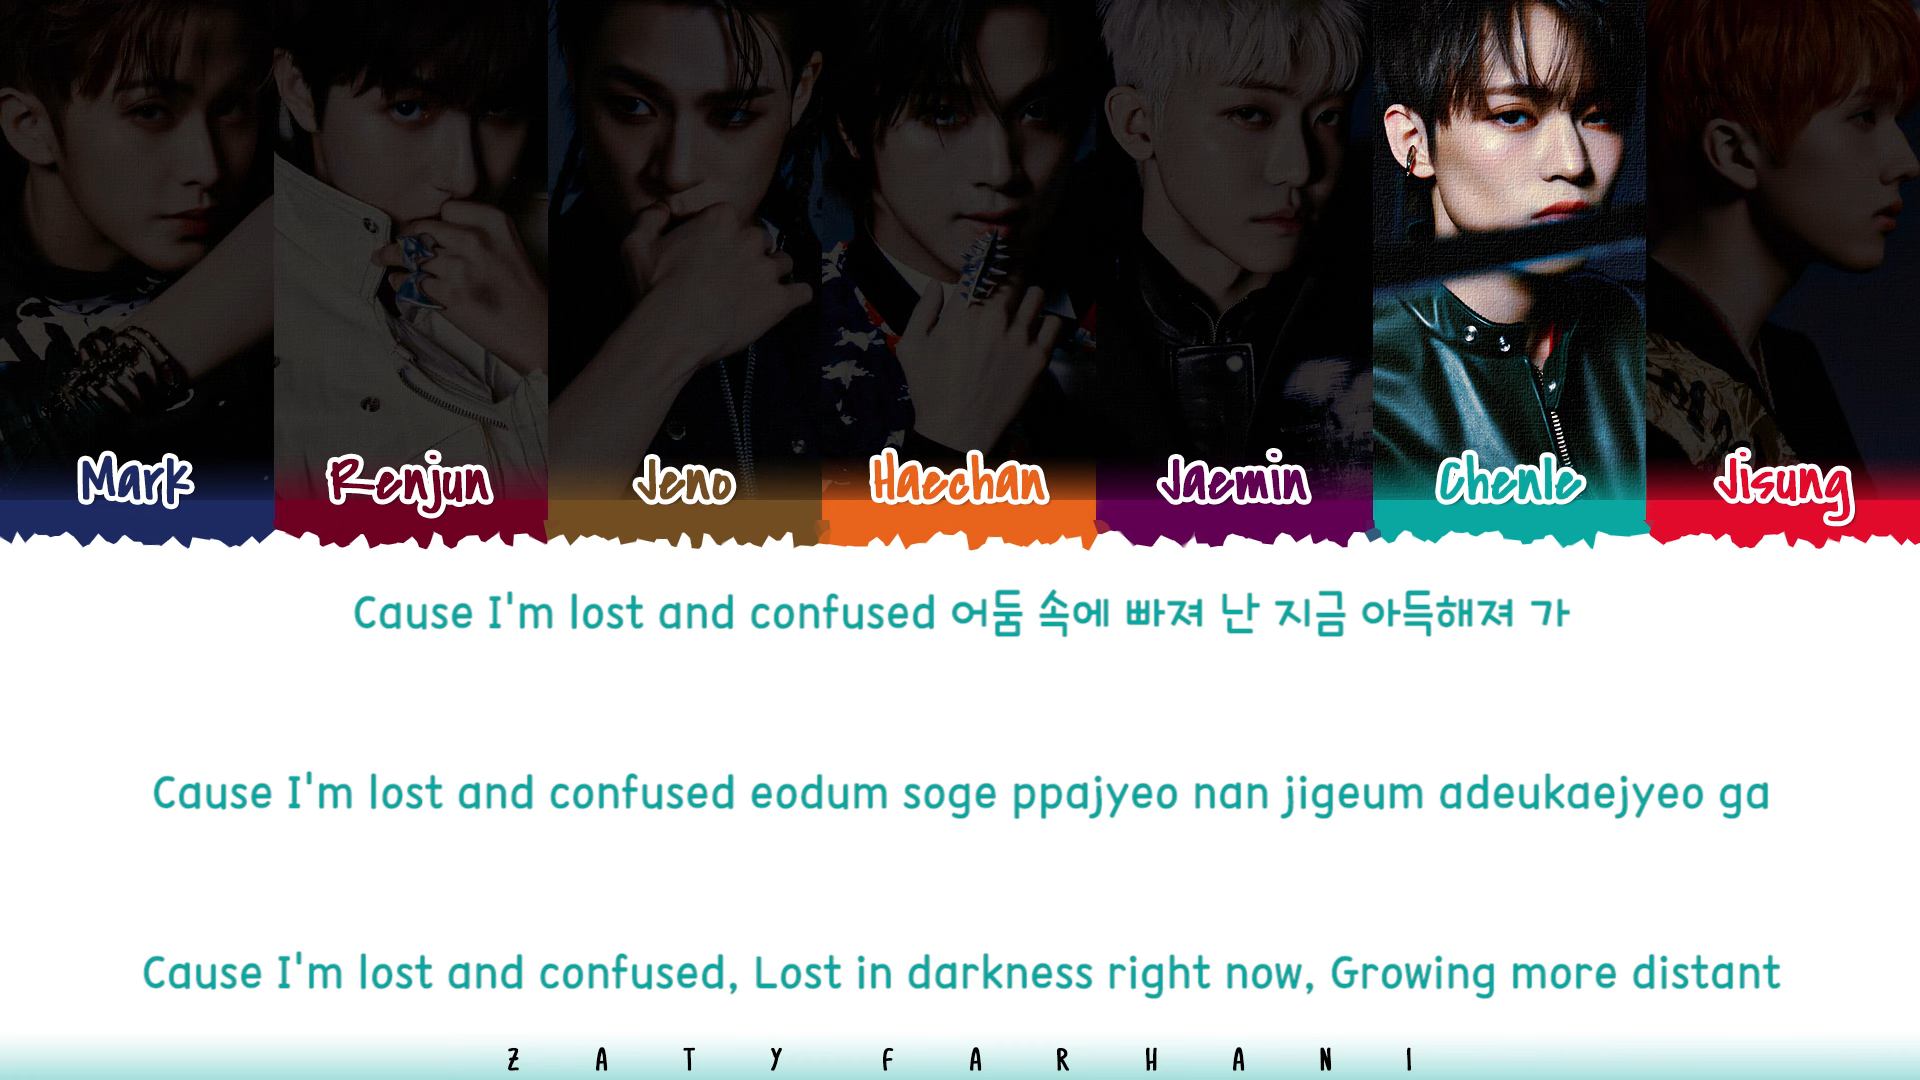 Mark Renjun Jeno Haechan Jaemin Chenle Jisung
Cause I'm lost and confused 어둠 속에 빠져 난 지금 아득해져 가
Cause I'm lost and confused eodum soge ppajyeo nan jigeum adeukaejyeo ga
Cause I'm lost and confused, Lost in darkness right now, Growing more distant
ZATY FARHANI